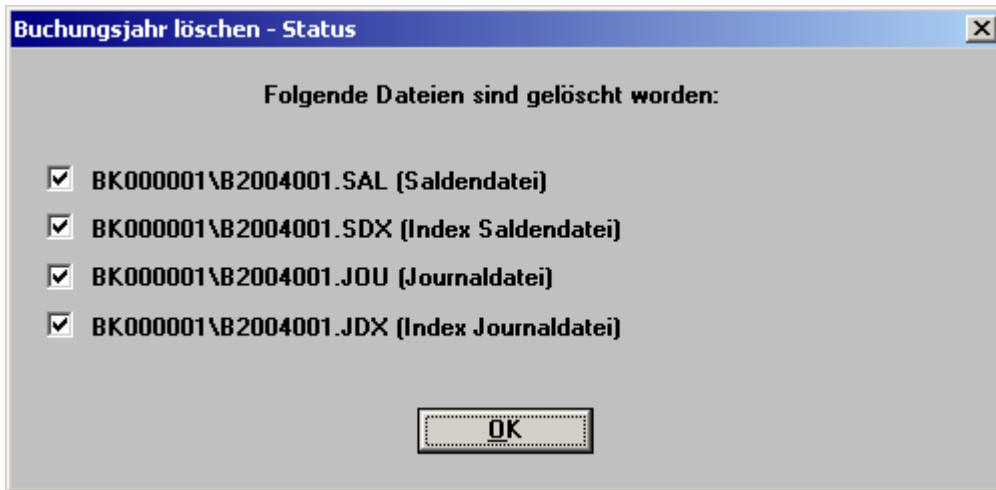 Buchungsjahr löschen - Status
Folgende Dateien sind gelöscht worden:
BK000001\B2004001.SAL (Saldendatei)
BK000001\B2004001.SDX (Index Saldendatei)
BK000001\B2004001.JOU (Journaldatei)
BK000001\B2004001.JDX (Index Journaldatei)
OK